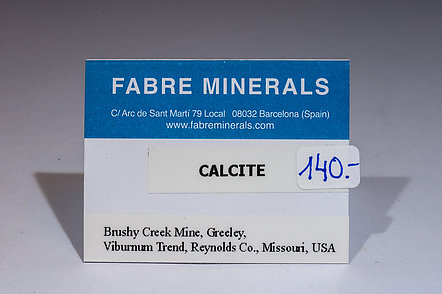 FABRE MINERALS
C/ Arc de Sant Martí 79 Local 08032 Barcelona (Spain)
www.fabreminerals.com
CALCITE
140.-
Brushy Creek Mine, Greeley,
Viburnum Trend, Reynolds Co., Missouri, USA